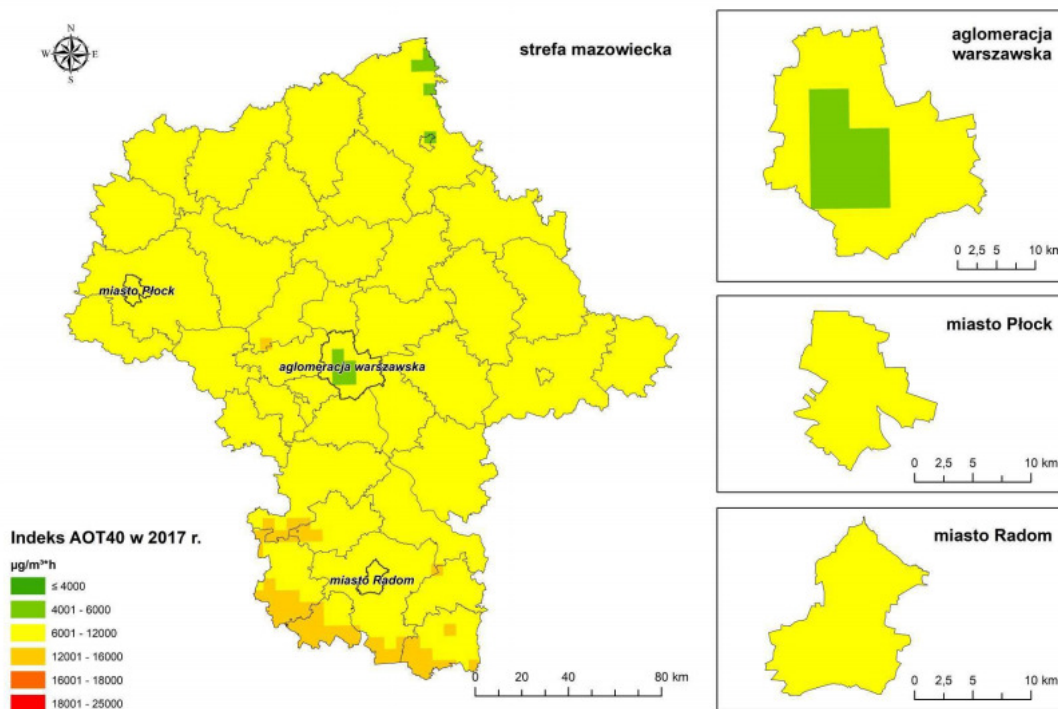 N
W E
S
strefa mazowiecka
miasto Płock
aglomeracja warszawska
miasto Radom
Indeks AOT40 w 2017 r.
µg/m³*h
≤ 4000
4001 - 6000
6001 - 12000
12001 - 16000
16001 - 18000
18001 - 25000
0 20 40 80 km
aglomeracja
warszawska
0 2,5 5 10 km
miasto Płock
0 2,5 5 10 km
miasto Radom
0 2,5 5 10 km